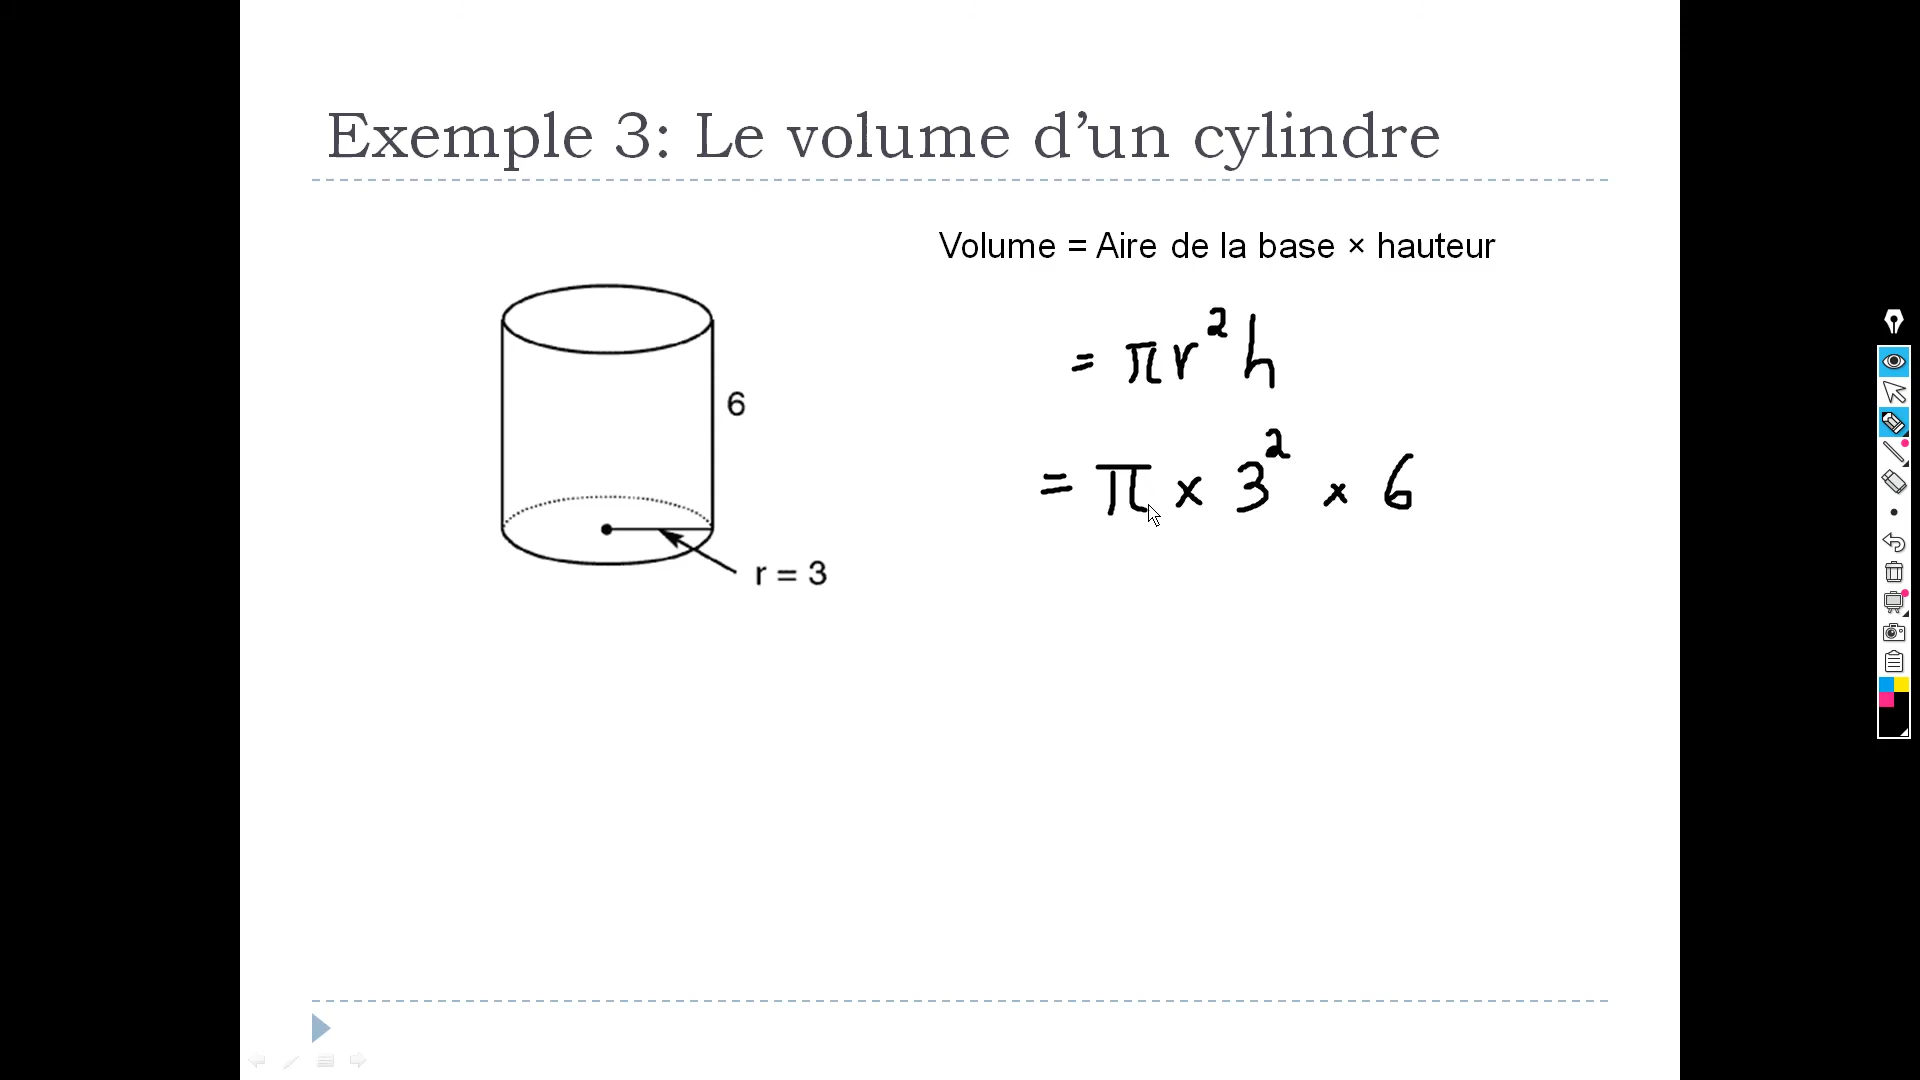 Exemple 3: Le volume d’un cylindre
Volume = Aire de la base × hauteur
= πr²h
= π × 3² × 6
6
r = 3